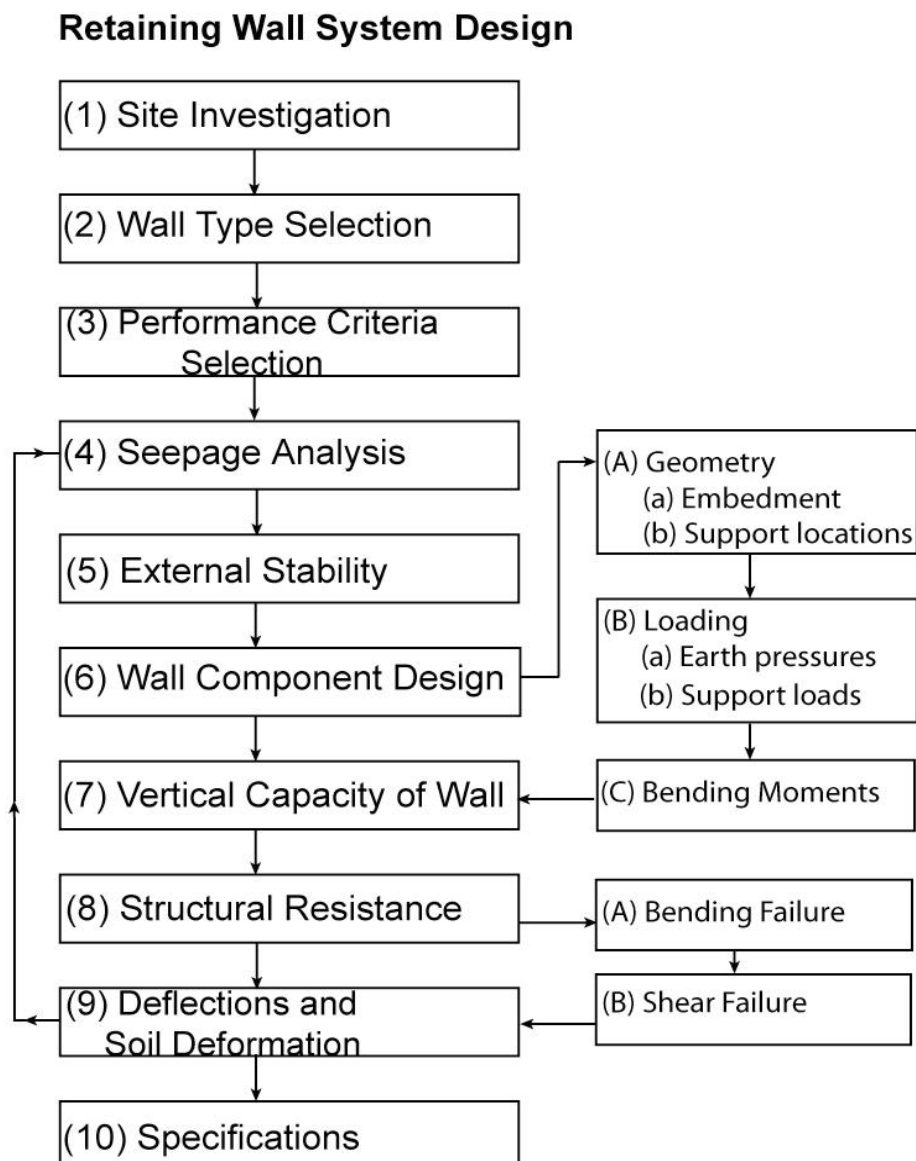 Retaining Wall System Design
(1) Site Investigation
(2) Wall Type Selection
(3) Performance Criteria
Selection
(4) Seepage Analysis
(5) External Stability
(6) Wall Component Design
(A) Geometry
(a) Embedment
(b) Support locations
(B) Loading
(a) Earth pressures
(b) Support loads
(C) Bending Moments
(7) Vertical Capacity of Wall
(8) Structural Resistance
(A) Bending Failure
(B) Shear Failure
(9) Deflections and
Soil Deformation
(10) Specifications